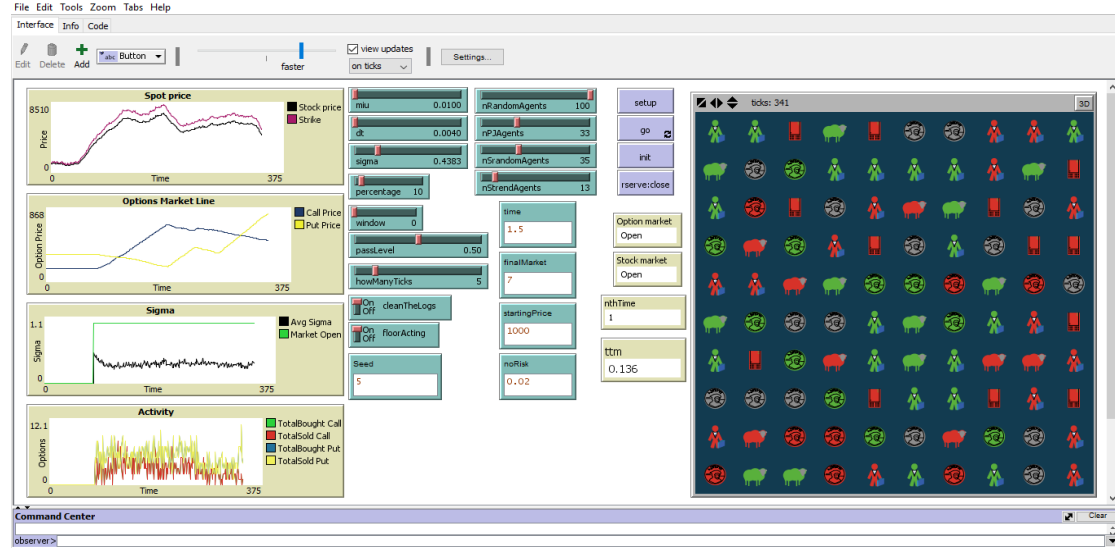 File Edit Tools Zoom Tabs Help
Interface Info Code
Edit Delete Add
abc Button
faster
view updates
on ticks
Settings...
Spot price
8510
Price
0
0 Time 375
Stock price
Strike
Options Market Line
868
Option Price
0
0 Time 375
Call Price
Put Price
Sigma
1.1
Sigma
0
0 Time 375
Avg Sigma
Market Open
Activity
12.1
Options
0
0 Time 375
TotalBought Call
TotalSold Call
TotalBought Put
TotalSold Put
miu 0.0100
dt 0.0040
sigma 0.4383
percentage 10
window 0
passLevel 0.50
howManyTicks 5
On
Off
cleanTheLogs
On
Off
floorActing
Seed
5
nRandomAgents 100
nPJAgents 33
nSrandomAgents 35
nStrendAgents 13
time
1.5
finalMarket
7
startingPrice
1000
noRisk
0.02
setup
go
init
rserve:close
Option market
Open
Stock market
Open
nthTime
1
ttm
0.136
ticks: 341
3D
Command Center
Clear
observer>